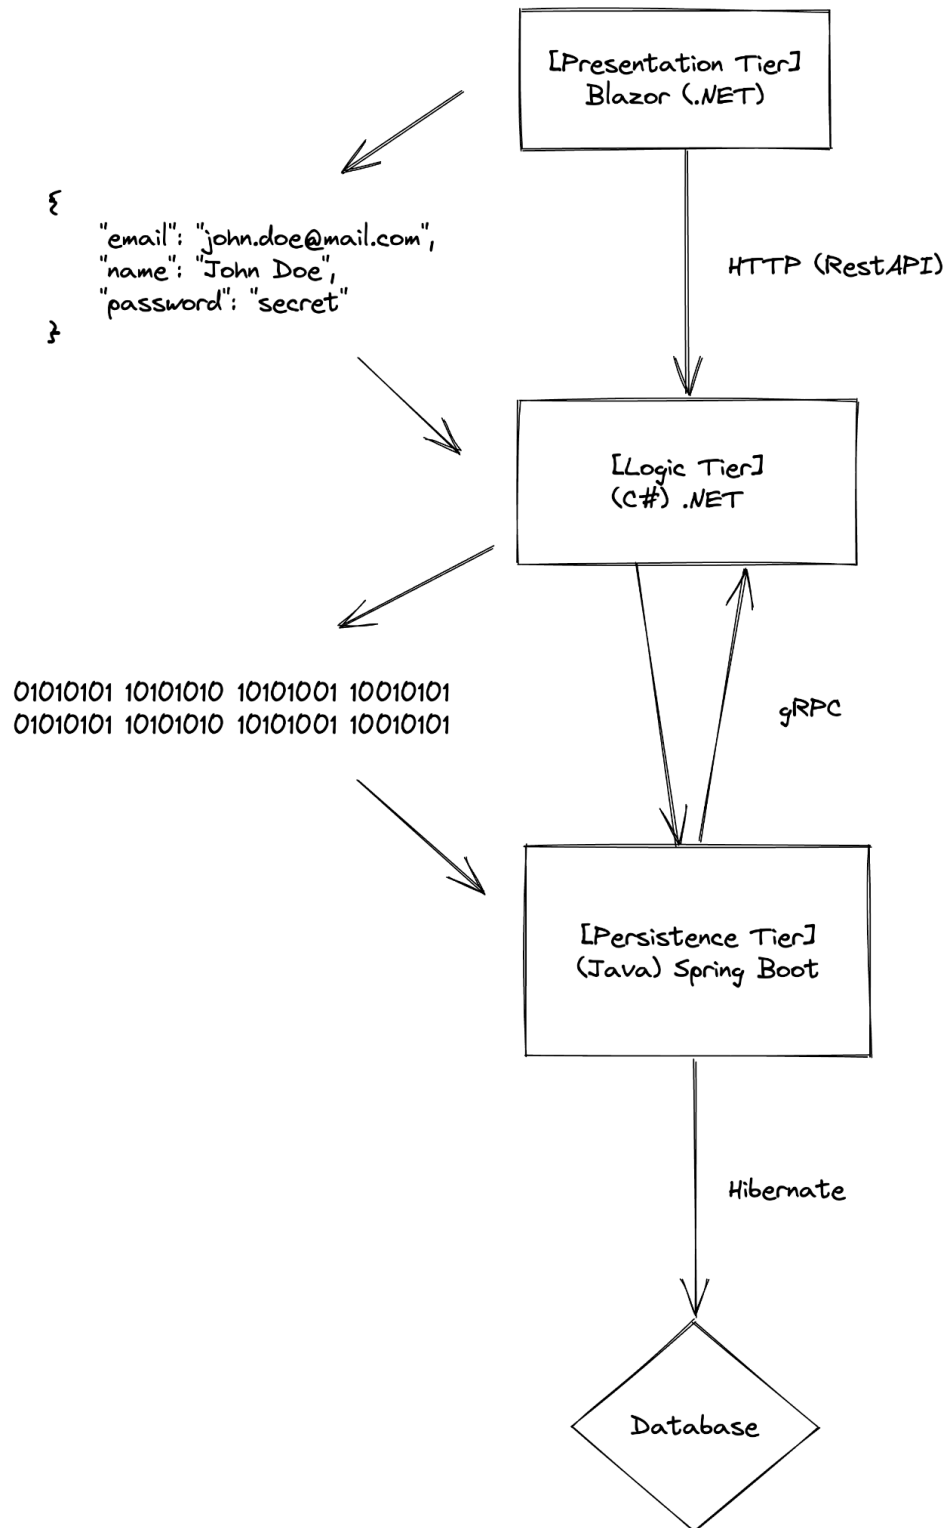 [Presentation Tier]
Blazor (.NET)
{
"email": "john.doe@mail.com",
"name": "John Doe",
"password": "secret"
}
HTTP (RestAPI)
[Logic Tier]
(C#) .NET
01010101 10101010 10101001 10010101
01010101 10101010 10101001 10010101
gRPC
[Persistence Tier]
(Java) Spring Boot
Hibernate
Database